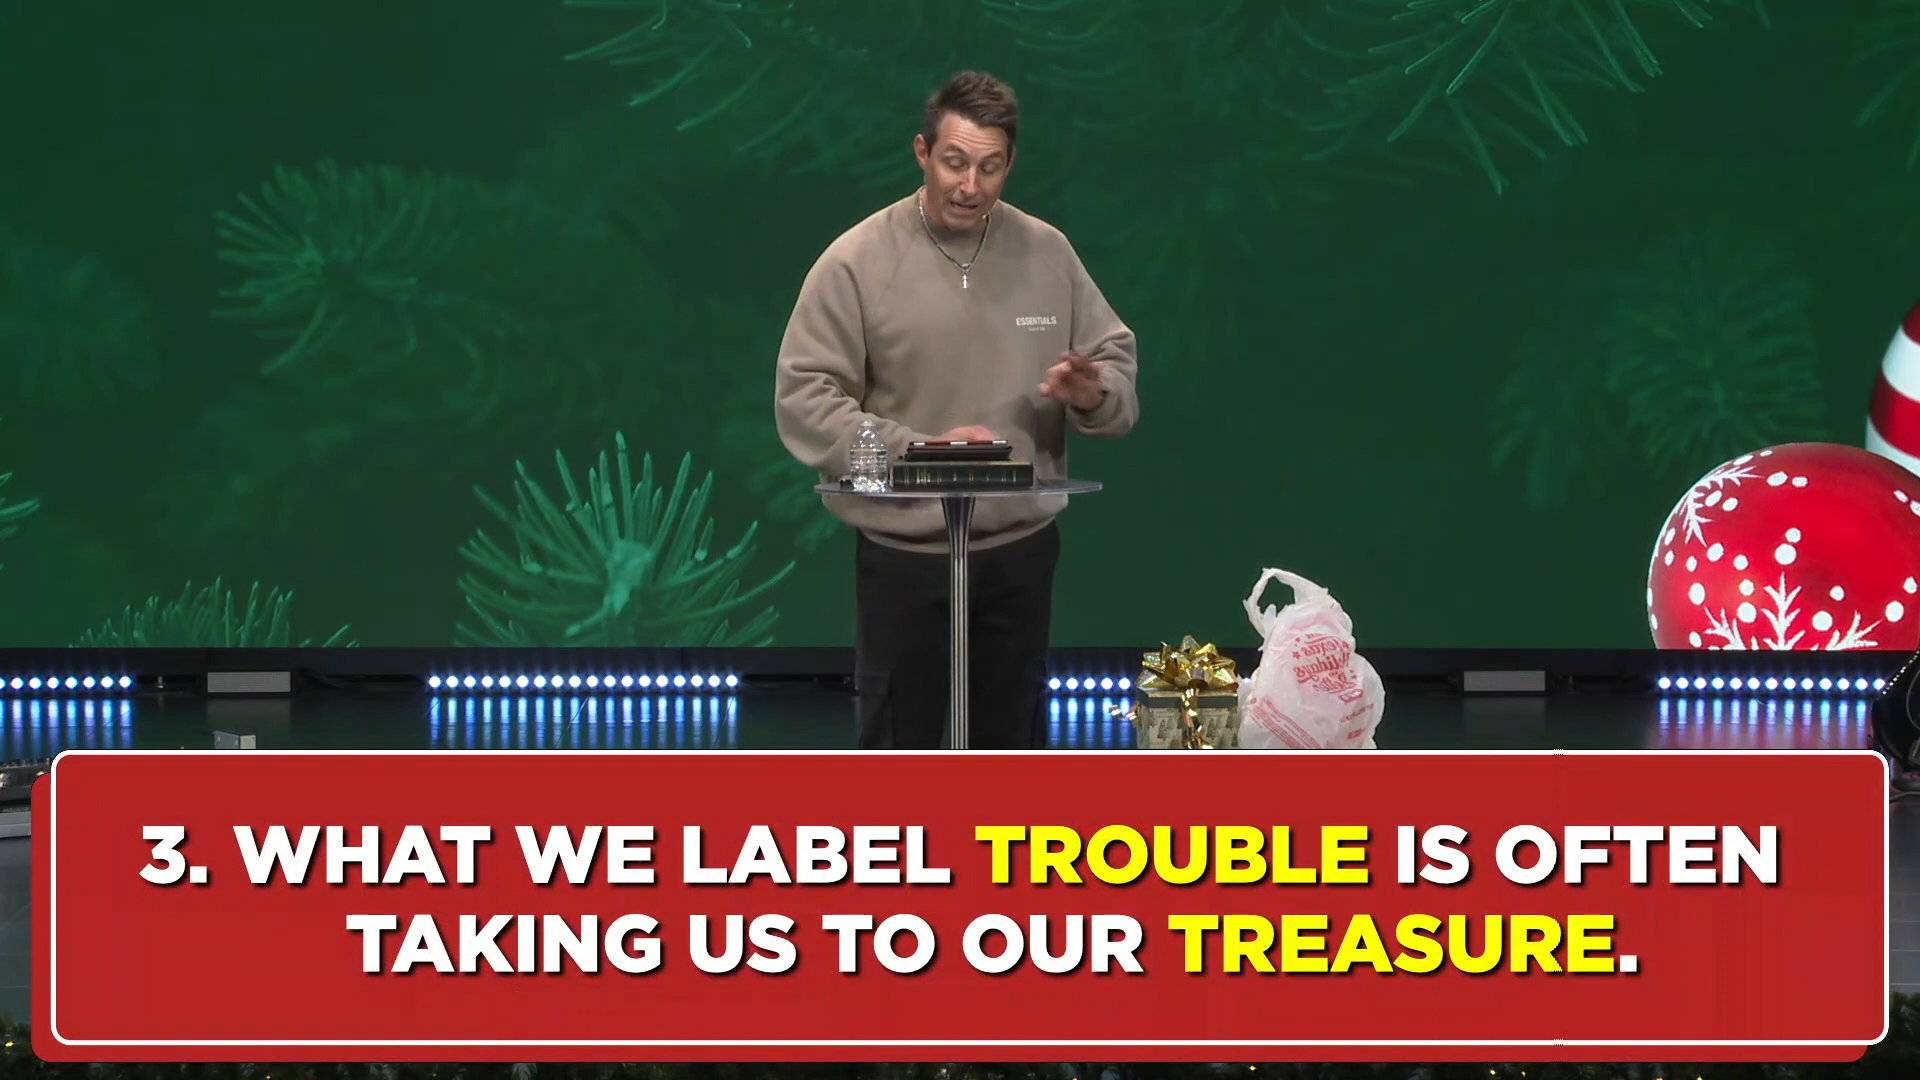 ESSENTIALS
3. WHAT WE LABEL TROUBLE IS OFTEN
TAKING US TO OUR TREASURE.